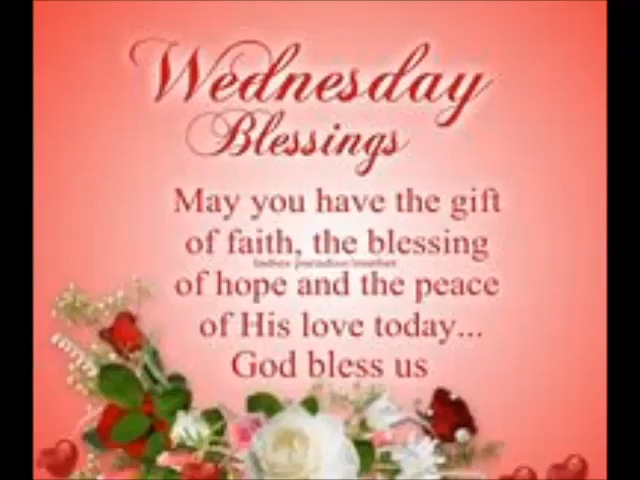 Wednesday
Blessings
May you have the gift
of faith, the blessing
of hope and the peace
of His love today...
God bless us